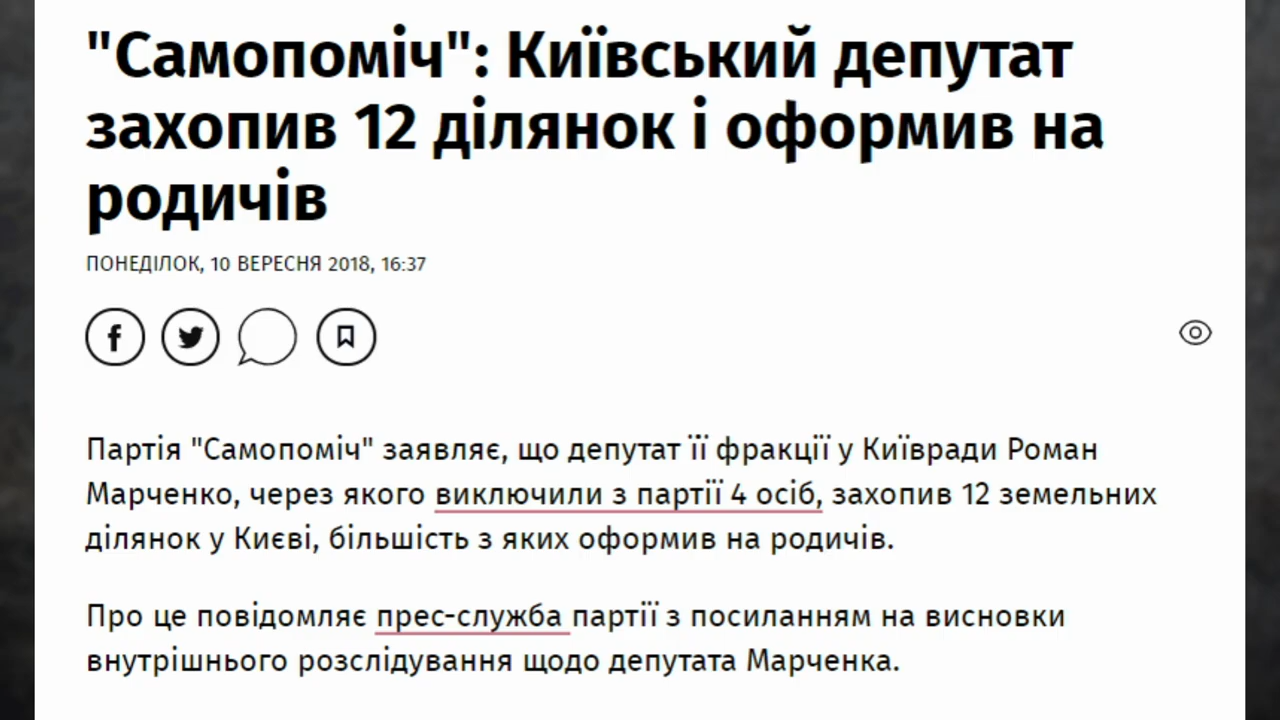 "Самопоміч": Київський депутат
захопив 12 ділянок і оформив на
родичів
ПОНЕДІЛОК, 10 ВЕРЕСНЯ 2018, 16:37
Партія "Самопоміч" заявляє, що депутат її фракції у Київради Роман
Марченко, через якого виключили з партії 4 осіб, захопив 12 земельних
ділянок у Києві, більшість з яких оформив на родичів.
Про це повідомляє прес-служба партії з посиланням на висновки
внутрішнього розслідування щодо депутата Марченка.